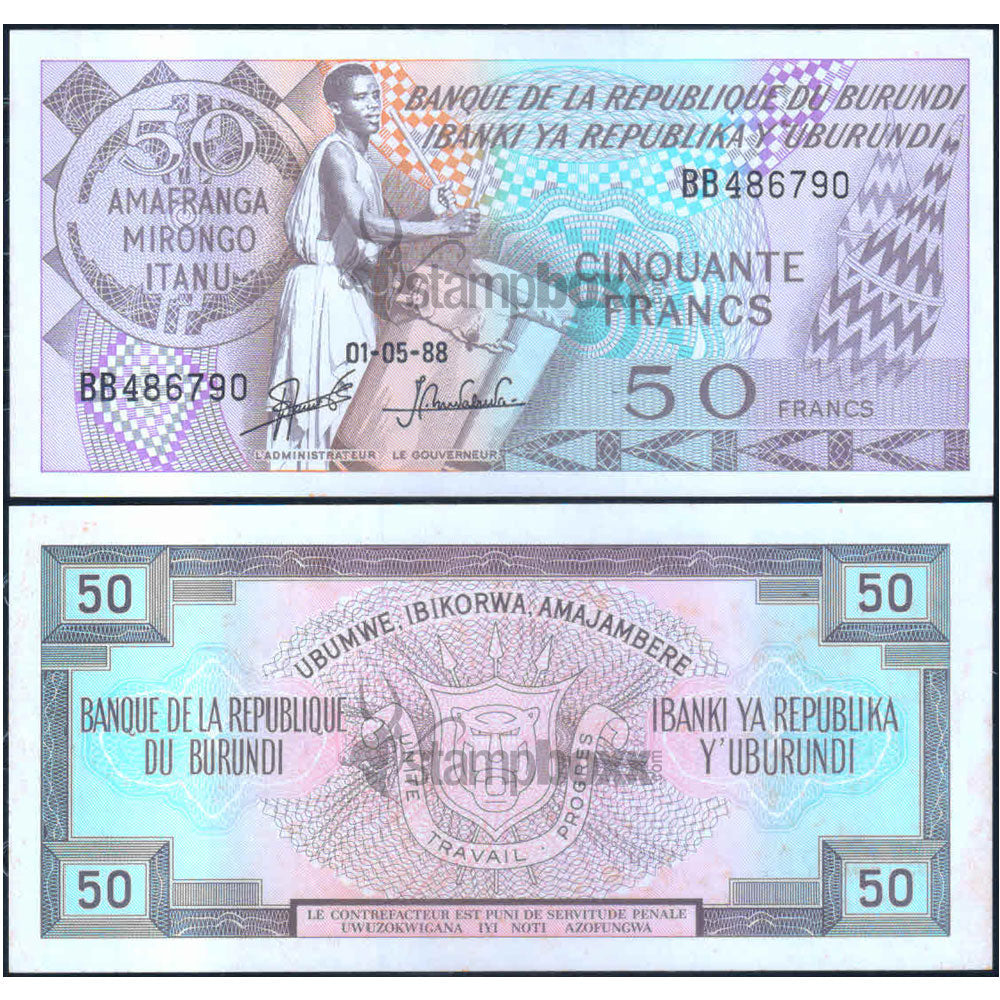 BANQUE DE LA REPUBLIQUE DU BURUNDI
IBANKI YA REPUBLIKA Y'UBURUNDI
50
AMAFRANGA
MIRONGO
ITANU
BB486790
CINQUANTE
FRANCS
01-05-88
BB486790
50 FRANCS
L'ADMINISTRATEUR LE GOUVERNEUR
stampboxx
50
50
UBUMWE, IBIKORWA, AMAJAMBERE
BANQUE DE LA REPUBLIQUE
DU BURUNDI
IBANKI YA REPUBLIKA
Y'UBURUNDI
UNITE TRAVAIL · PROGRES
stampboxx
.com
50
50
LE CONTREFACTEUR EST PUNI DE SERVITUDE PENALE
UWUZOKWIGANA IYI NOTI AZOFUNGWA